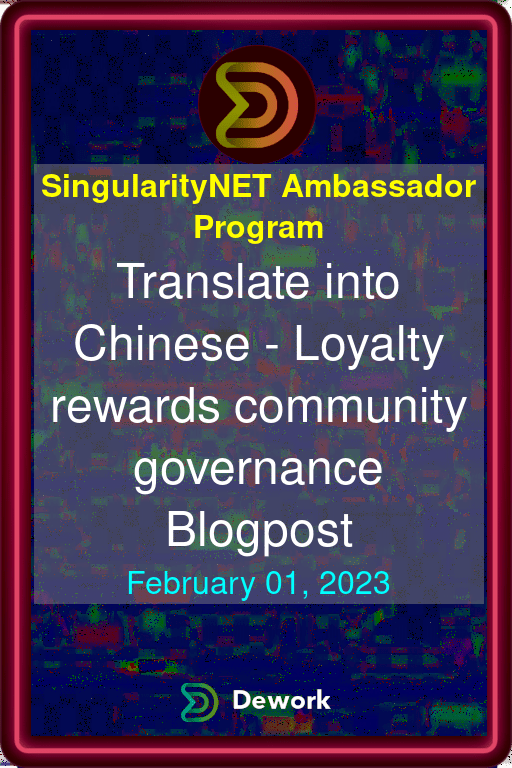 SingularityNET Ambassador
Program
Translate into
Chinese - Loyalty
rewards community
governance
Blogpost
February 01, 2023
Dework